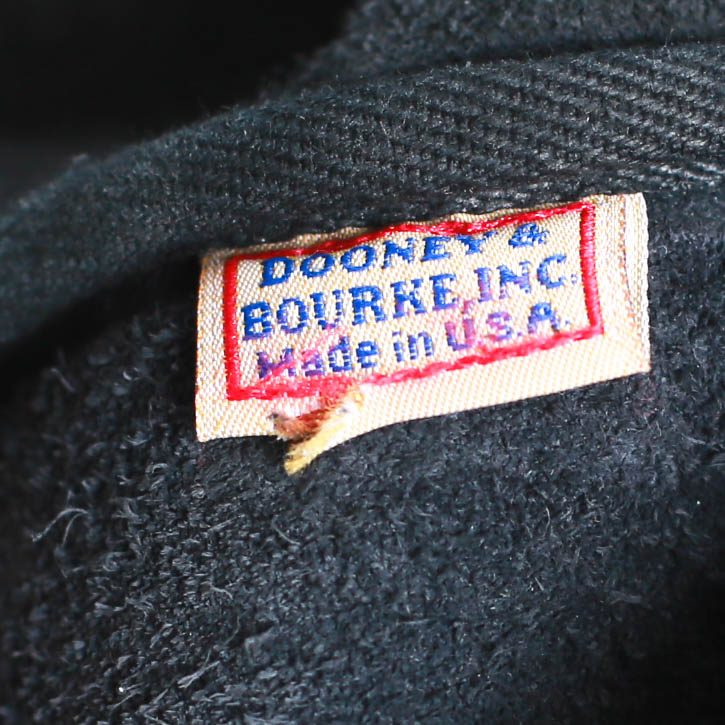 DOONEY &
BOURKE, INC.
Made in U.S.A.